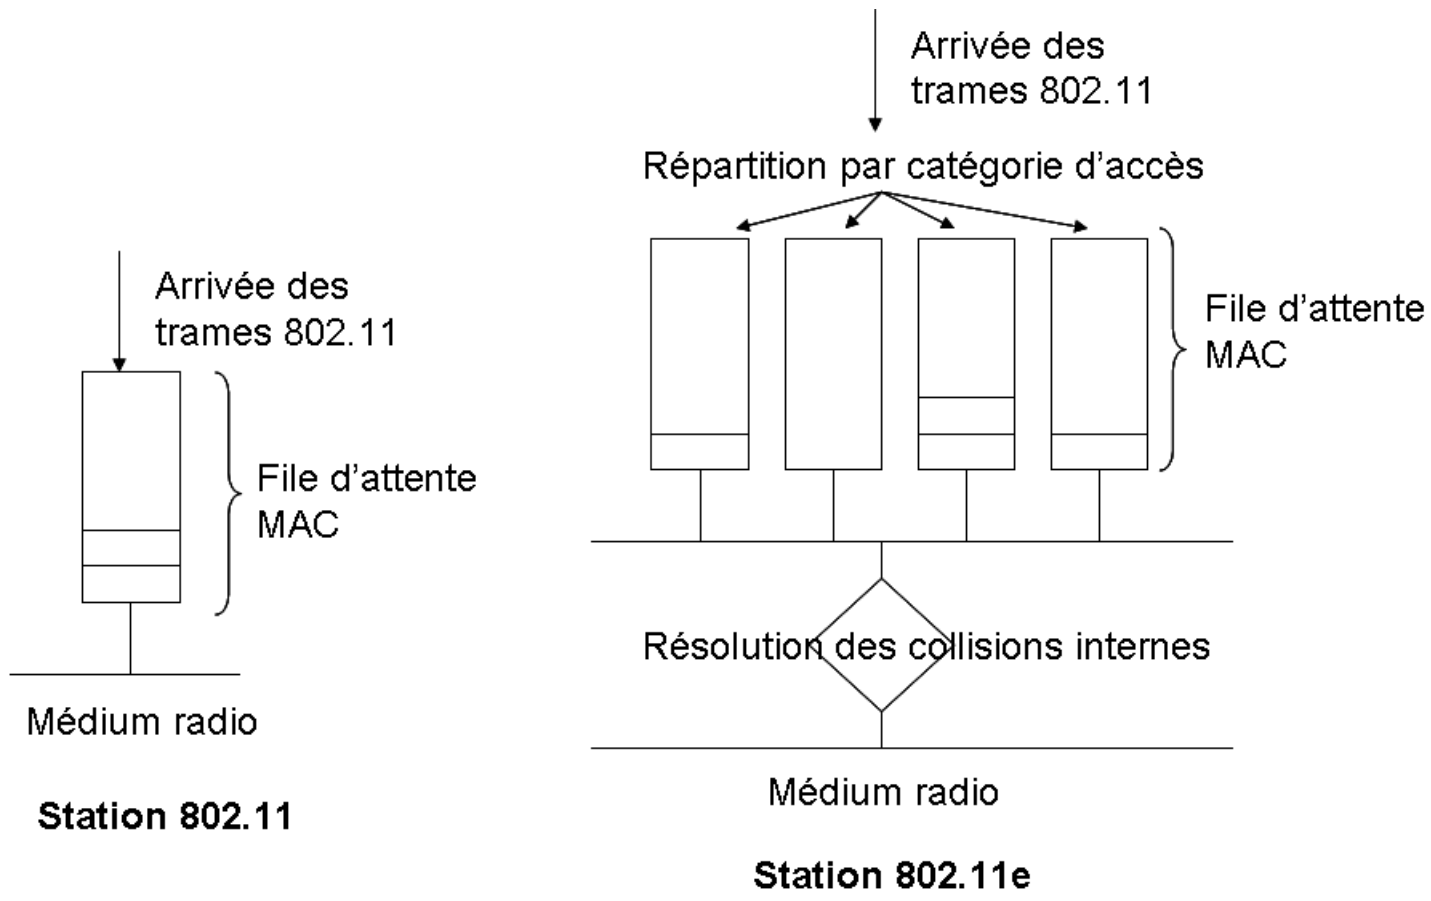 Arrivée des
trames 802.11
File d’attente
MAC
Médium radio
Station 802.11
Arrivée des
trames 802.11
Répartition par catégorie d’accès
File d’attente
MAC
Résolution des collisions internes
Médium radio
Station 802.11e